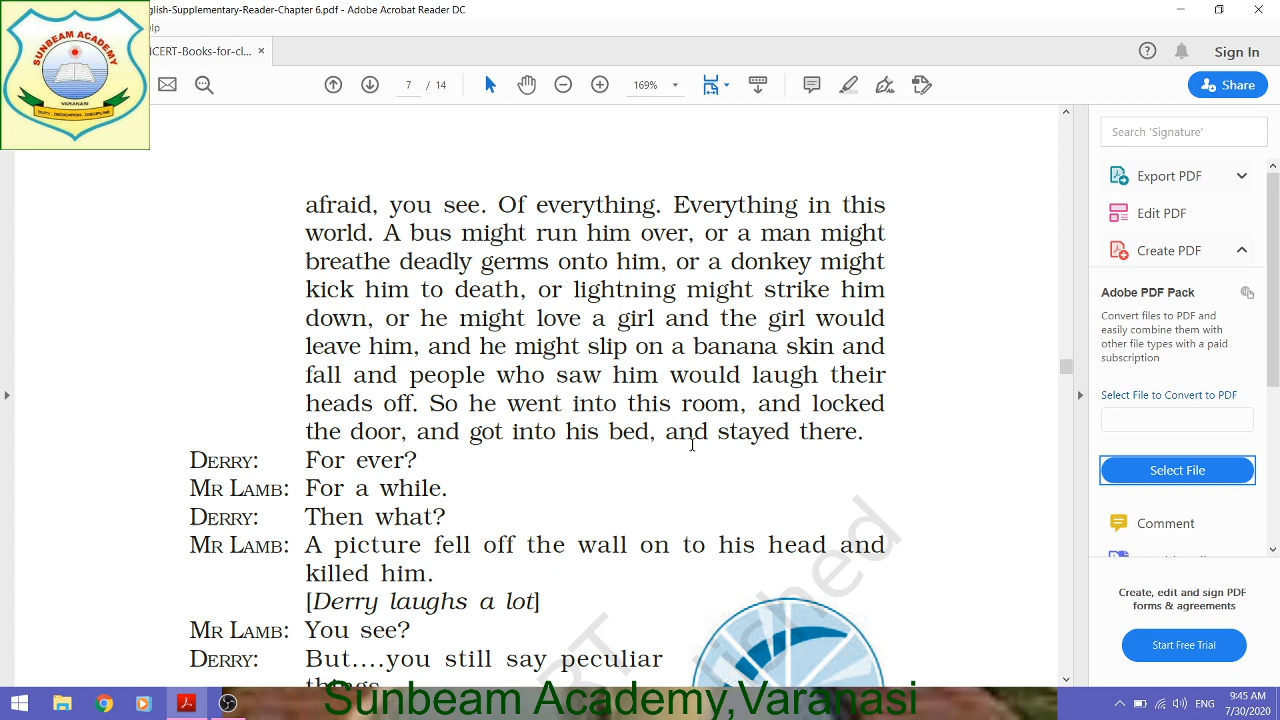 nglish-Supplementary-Reader-Chapter 6.pdf - Adobe Acrobat Reader DC
elp
ICERT-Books-for-cl... ×
Sign In
7 / 14
169%
Share
SUNBEAM ACADEMY
VARANASI
DUTY - DEDICATION - DISCIPLINE
afraid, you see. Of everything. Everything in this
world. A bus might run him over, or a man might
breathe deadly germs onto him, or a donkey might
kick him to death, or lightning might strike him
down, or he might love a girl and the girl would
leave him, and he might slip on a banana skin and
fall and people who saw him would laugh their
heads off. So he went into this room, and locked
the door, and got into his bed, and stayed there.
DERRY: For ever?
MR LAMB: For a while.
DERRY: Then what?
MR LAMB: A picture fell off the wall on to his head and
killed him.
[Derry laughs a lot]
MR LAMB: You see?
DERRY: But....you still say peculiar
things
Search 'Signature'
Export PDF
Edit PDF
Create PDF
Adobe PDF Pack
Convert files to PDF and
easily combine them with
other file types with a paid
subscription
Select File to Convert to PDF
Select File
Comment
Create, edit and sign PDF
forms & agreements
Start Free Trial
Sunbeam Academy,Varanasi
ENG
9:45 AM
7/30/2020